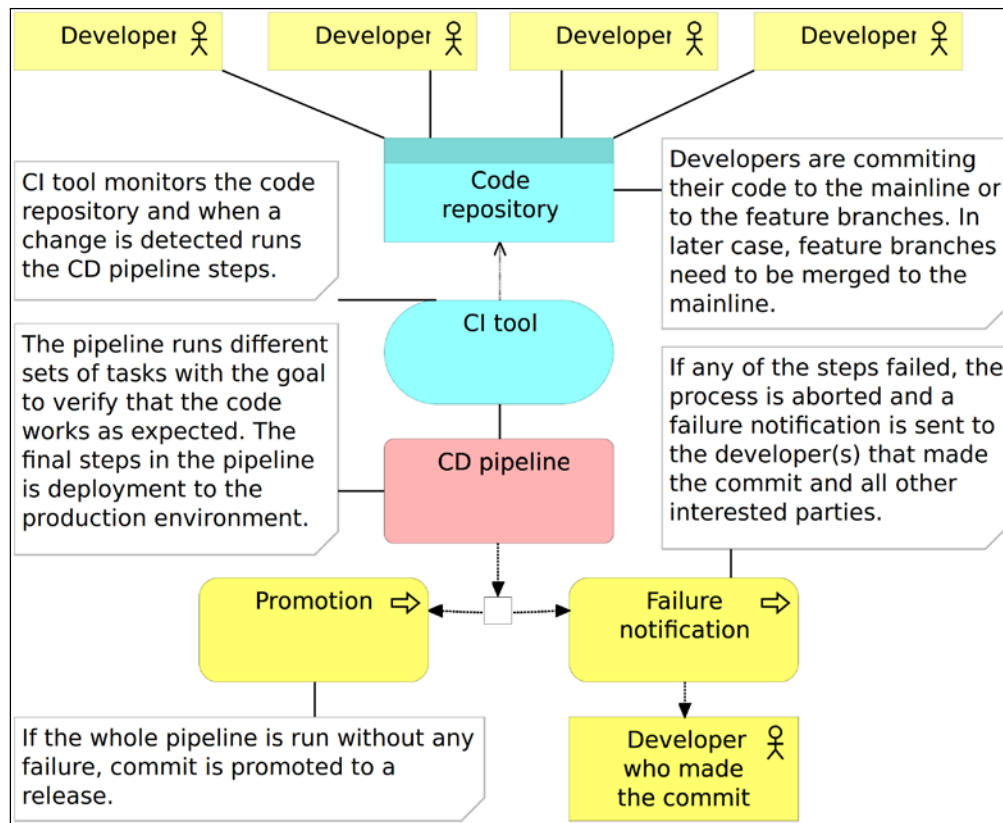 Developer
Developer
Developer
Developer
Code
repository
CI tool monitors the code
repository and when a
change is detected runs
the CD pipeline steps.
Developers are commiting
their code to the mainline or
to the feature branches. In
later case, feature branches
need to be merged to the
mainline.
CI tool
The pipeline runs different
sets of tasks with the goal
to verify that the code
works as expected. The
final steps in the pipeline
is deployment to the
production environment.
CD pipeline
If any of the steps failed, the
process is aborted and a
failure notification is sent to
the developer(s) that made
the commit and all other
interested parties.
Promotion
Failure
notification
If the whole pipeline is run without any
failure, commit is promoted to a
release.
Developer
who made
the commit